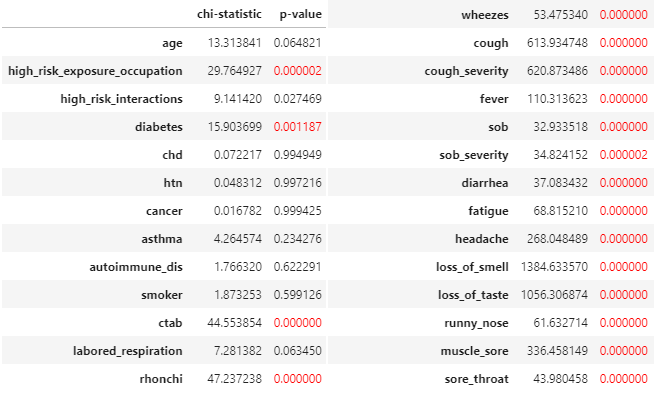 chi-statistic p-value
age 13.313841 0.064821
high_risk_exposure_occupation 29.764927 0.000002
high_risk_interactions 9.141420 0.027469
diabetes 15.903699 0.001187
chd 0.072217 0.994949
htn 0.048312 0.997216
cancer 0.016782 0.999425
asthma 4.264574 0.234276
autoimmune_dis 1.766320 0.622291
smoker 1.873253 0.599126
ctab 44.553854 0.000000
labored_respiration 7.281382 0.063450
rhonchi 47.237238 0.000000
wheezes 53.475340 0.000000
cough 613.934748 0.000000
cough_severity 620.873486 0.000000
fever 110.313623 0.000000
sob 32.933518 0.000000
sob_severity 34.824152 0.000002
diarrhea 37.083432 0.000000
fatigue 68.815210 0.000000
headache 268.048489 0.000000
loss_of_smell 1384.633570 0.000000
loss_of_taste 1056.306874 0.000000
runny_nose 61.632714 0.000000
muscle_sore 336.458149 0.000000
sore_throat 43.980458 0.000000